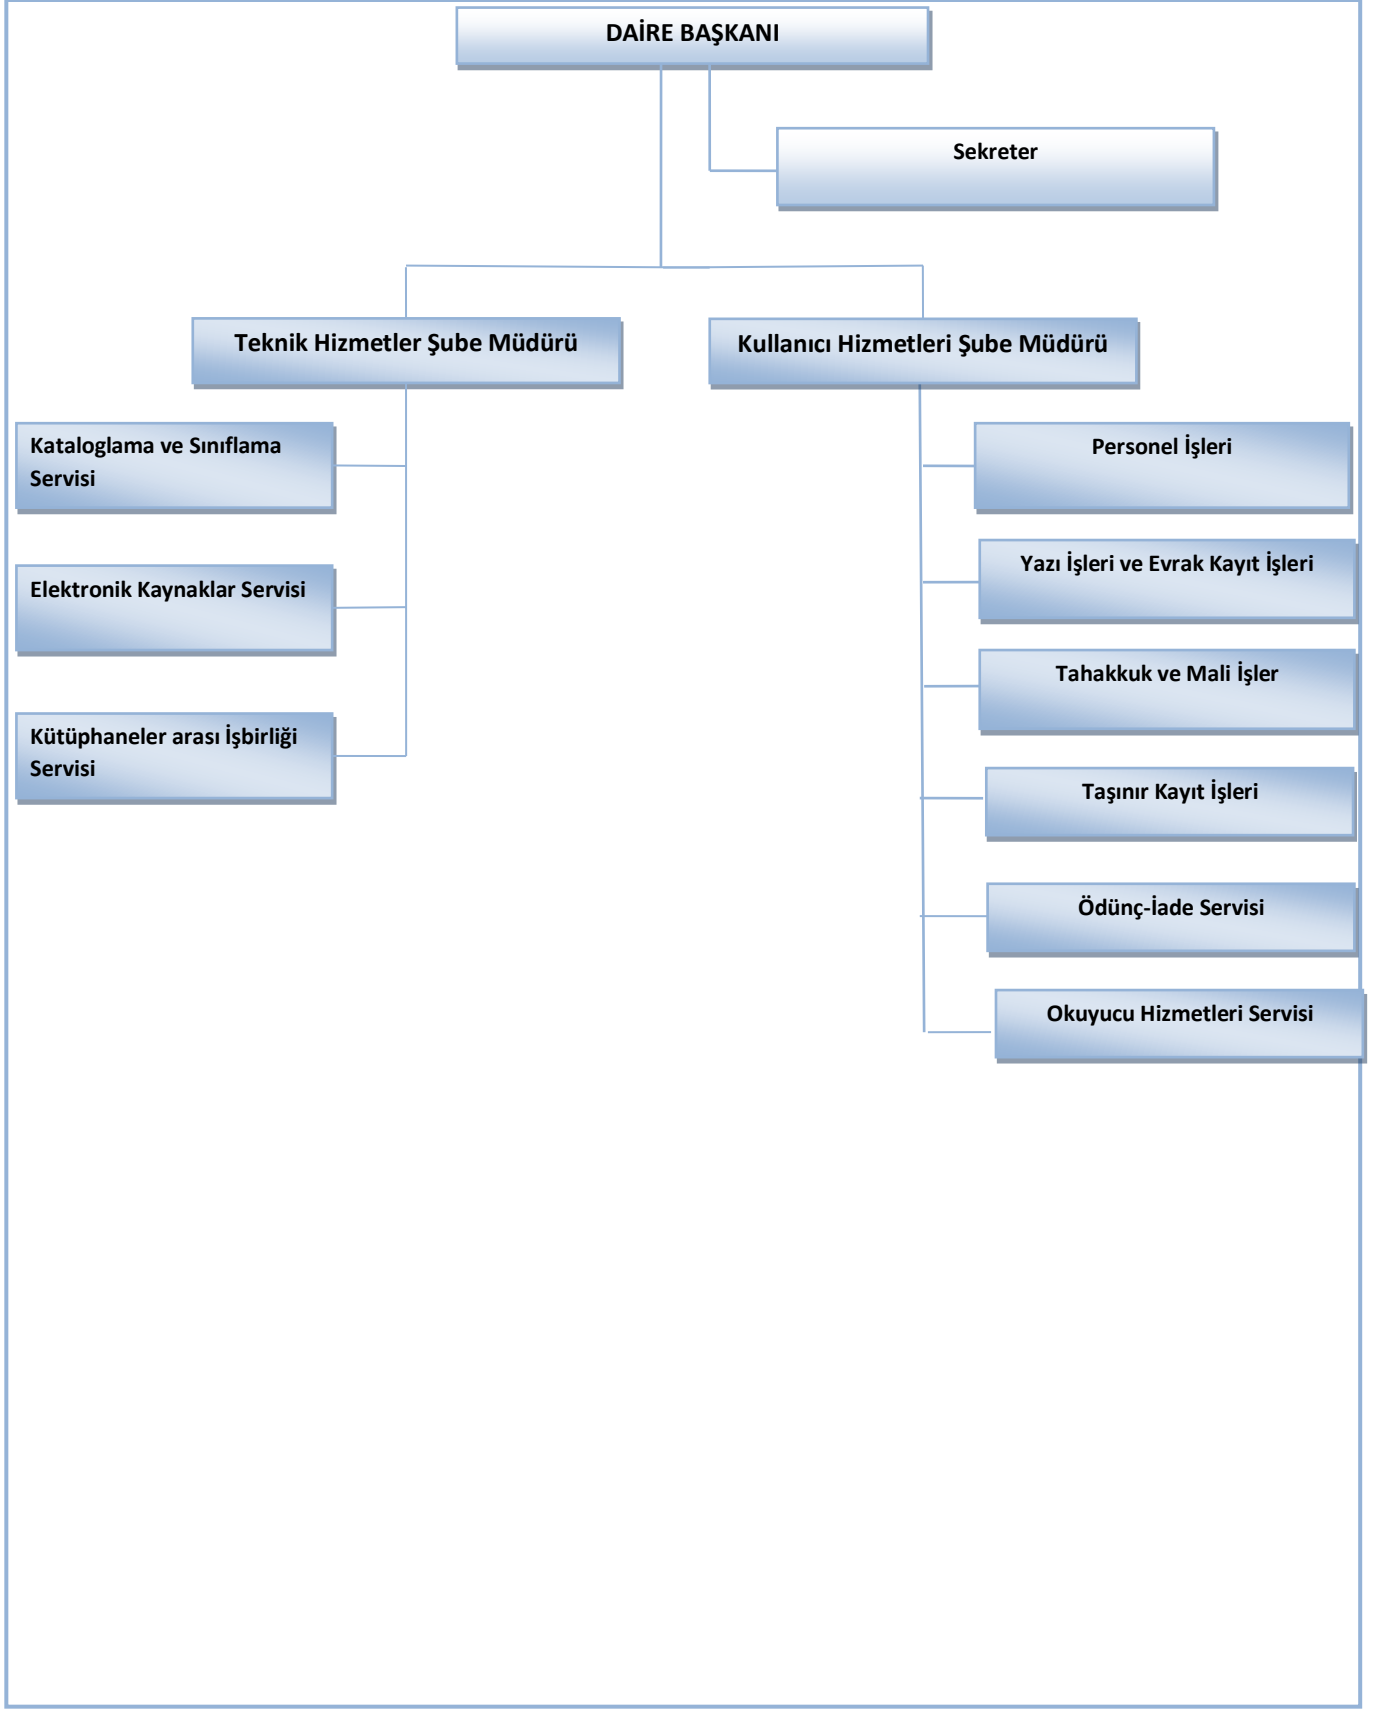 DAİRE BAŞKANI
Sekreter
Teknik Hizmetler Şube Müdürü
Kullanıcı Hizmetleri Şube Müdürü
Kataloglama ve Sınıflama
Servisi
Elektronik Kaynaklar Servisi
Kütüphaneler arası İşbirliği
Servisi
Personel İşleri
Yazı İşleri ve Evrak Kayıt İşleri
Tahakkuk ve Mali İşler
Taşınır Kayıt İşleri
Ödünç-İade Servisi
Okuyucu Hizmetleri Servisi